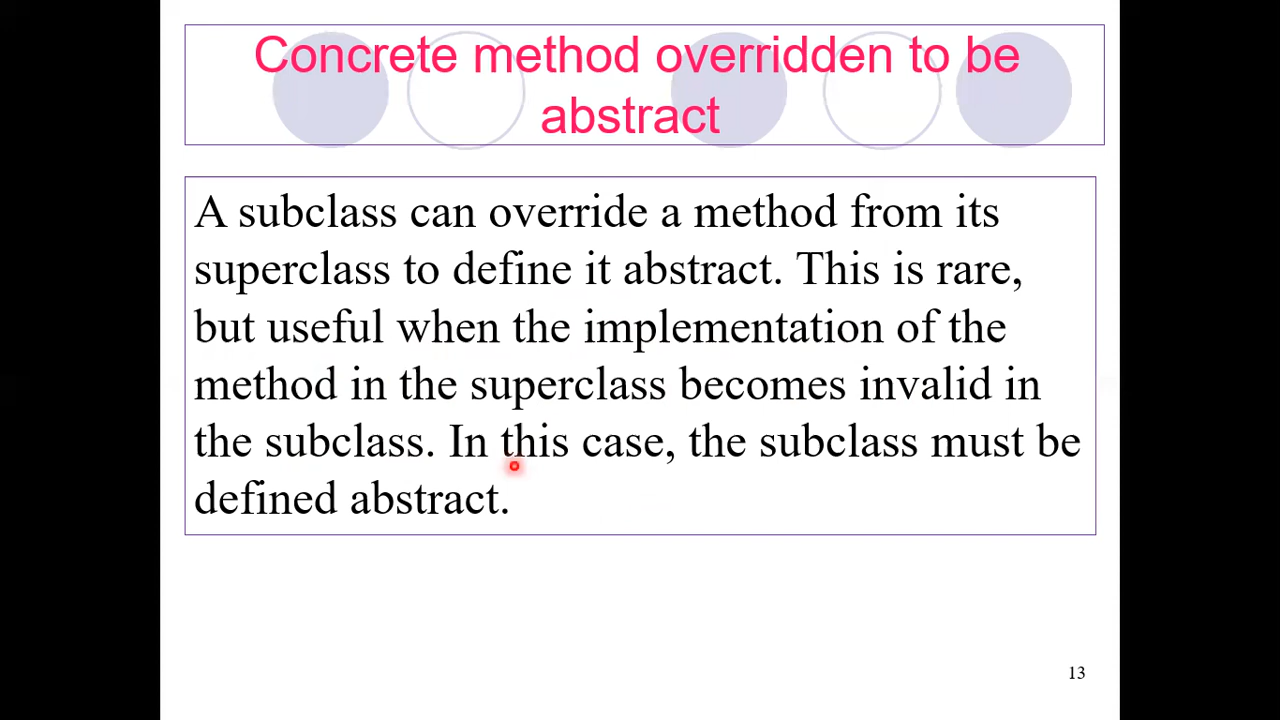 Concrete method overridden to be
abstract
A subclass can override a method from its
superclass to define it abstract. This is rare,
but useful when the implementation of the
method in the superclass becomes invalid in
the subclass. In this case, the subclass must be
defined abstract.
13